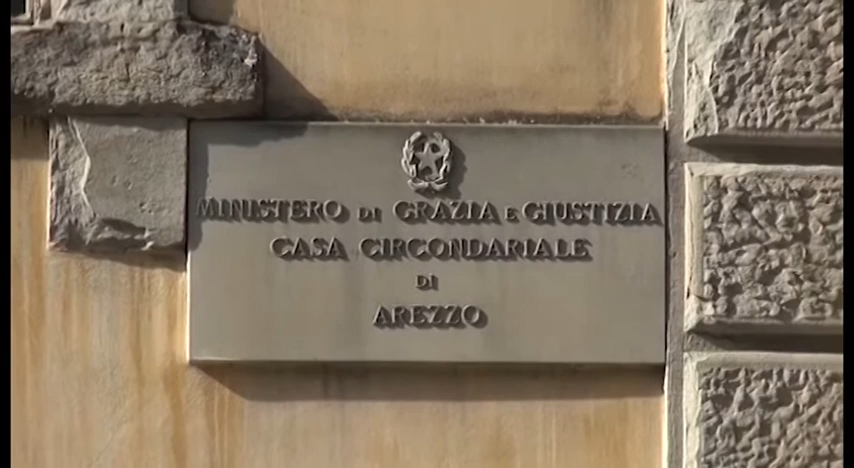 MINISTERO DI GRAZIA E GIUSTIZIA
CASA CIRCONDARIALE
DI
AREZZO